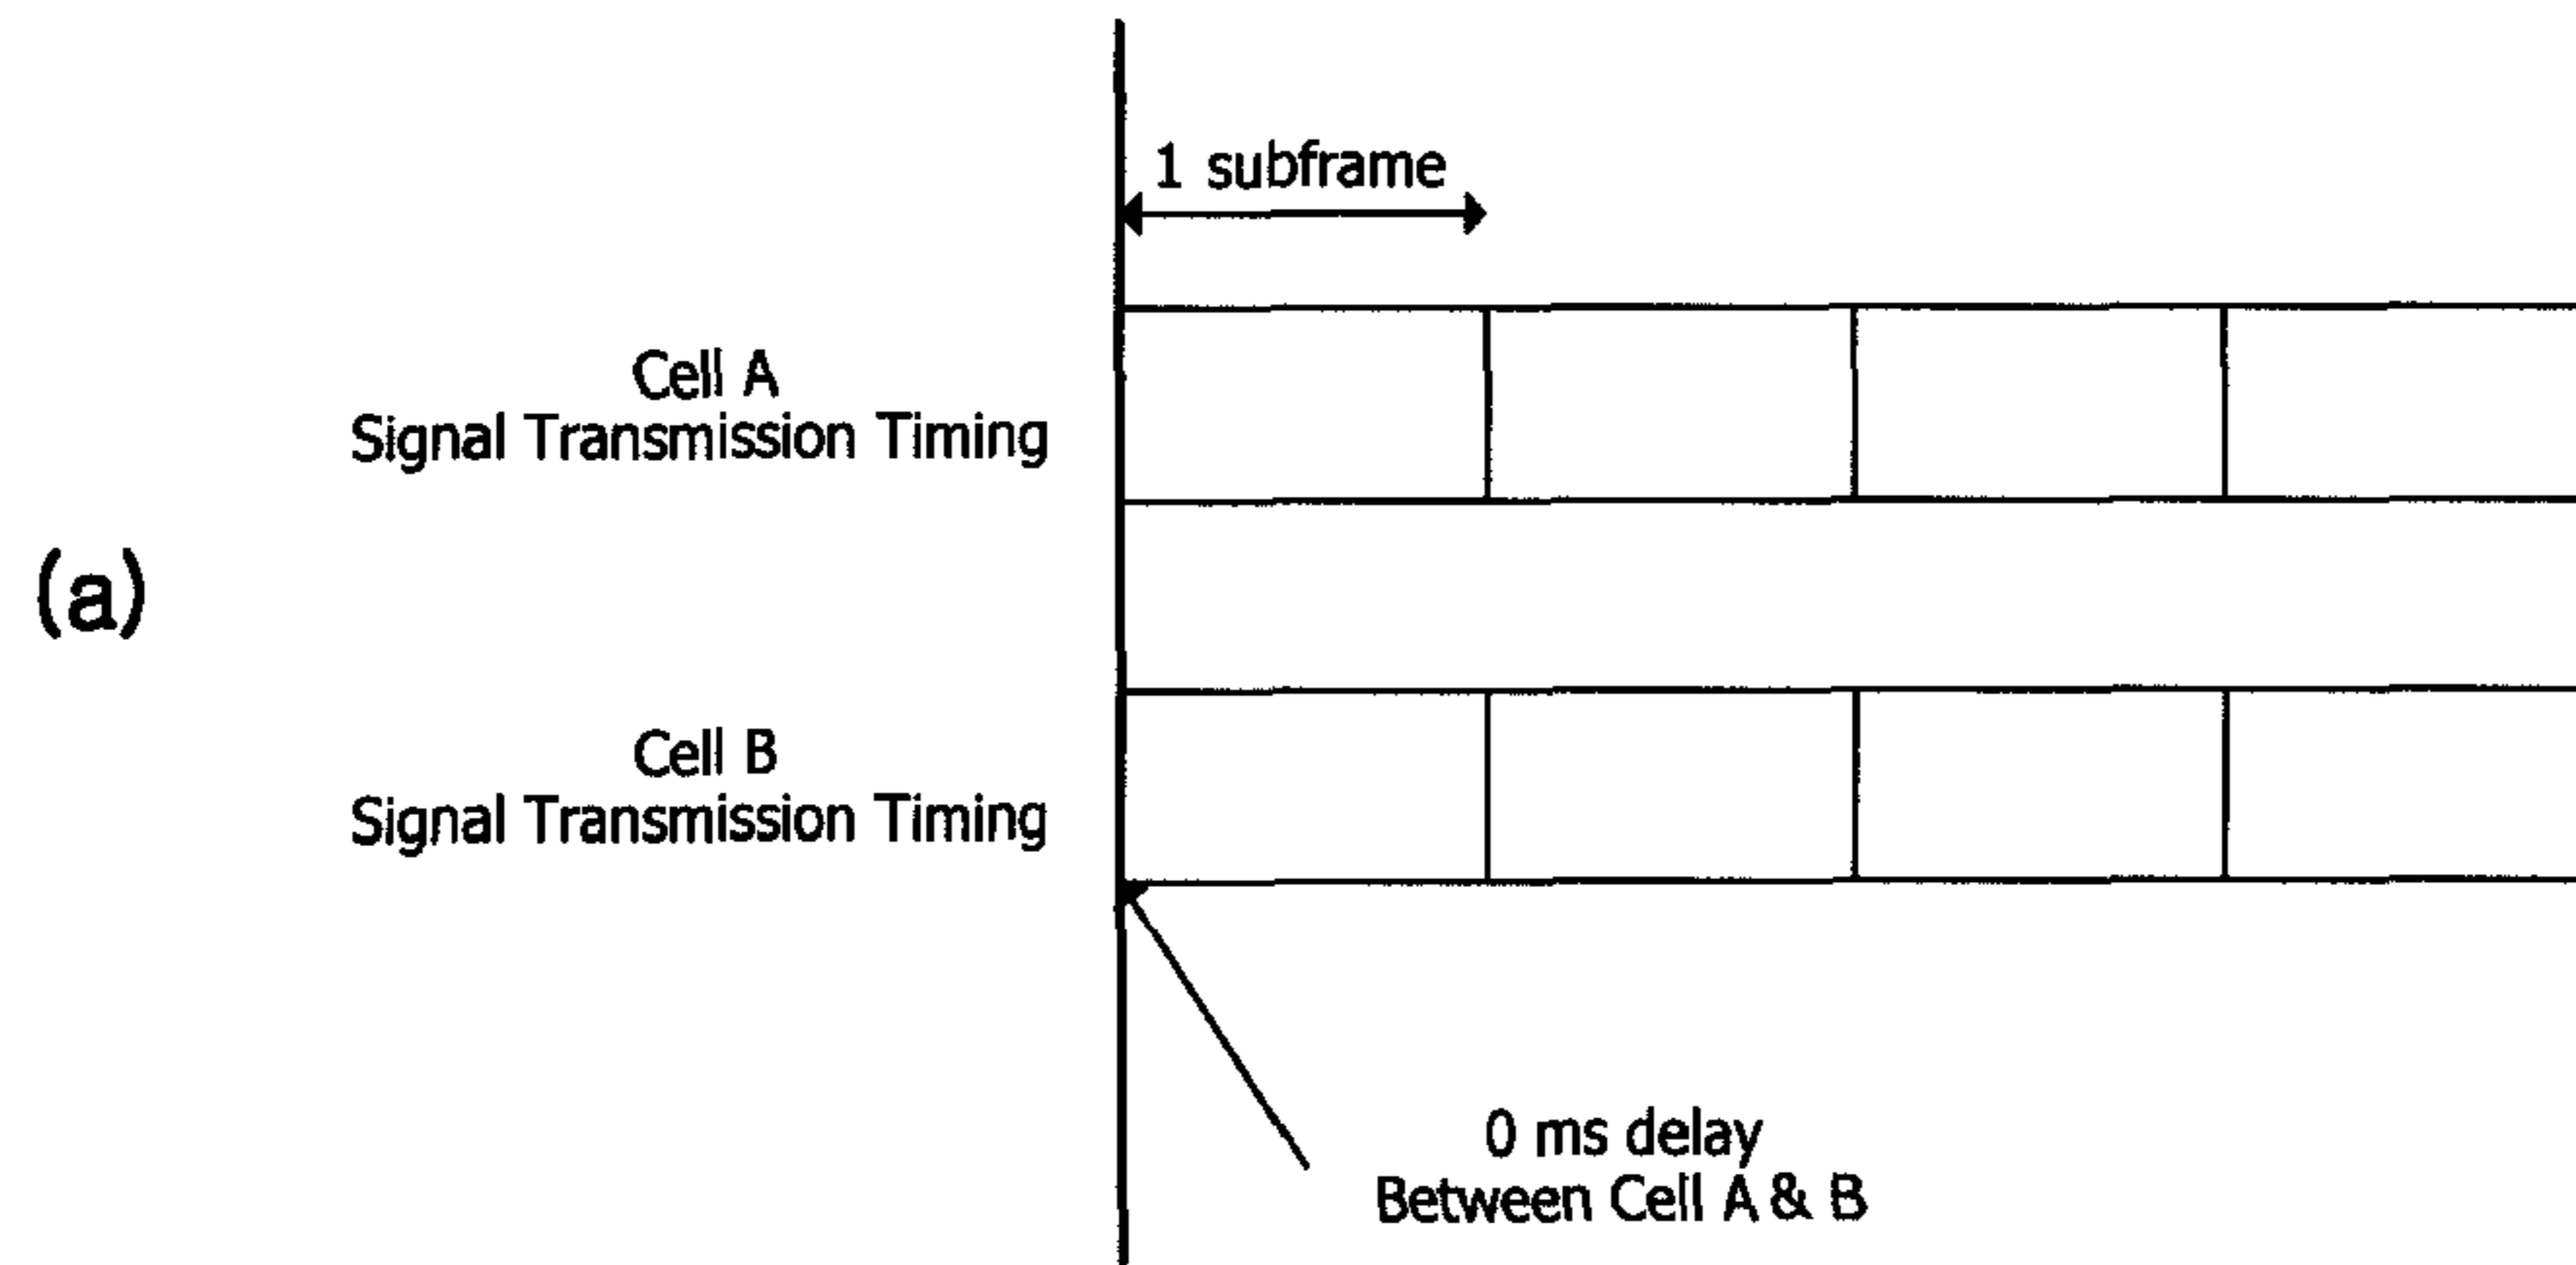 1 subframe
Cell A
Signal Transmission Timing
(a)
Cell B
Signal Transmission Timing
0 ms delay
Between Cell A & B